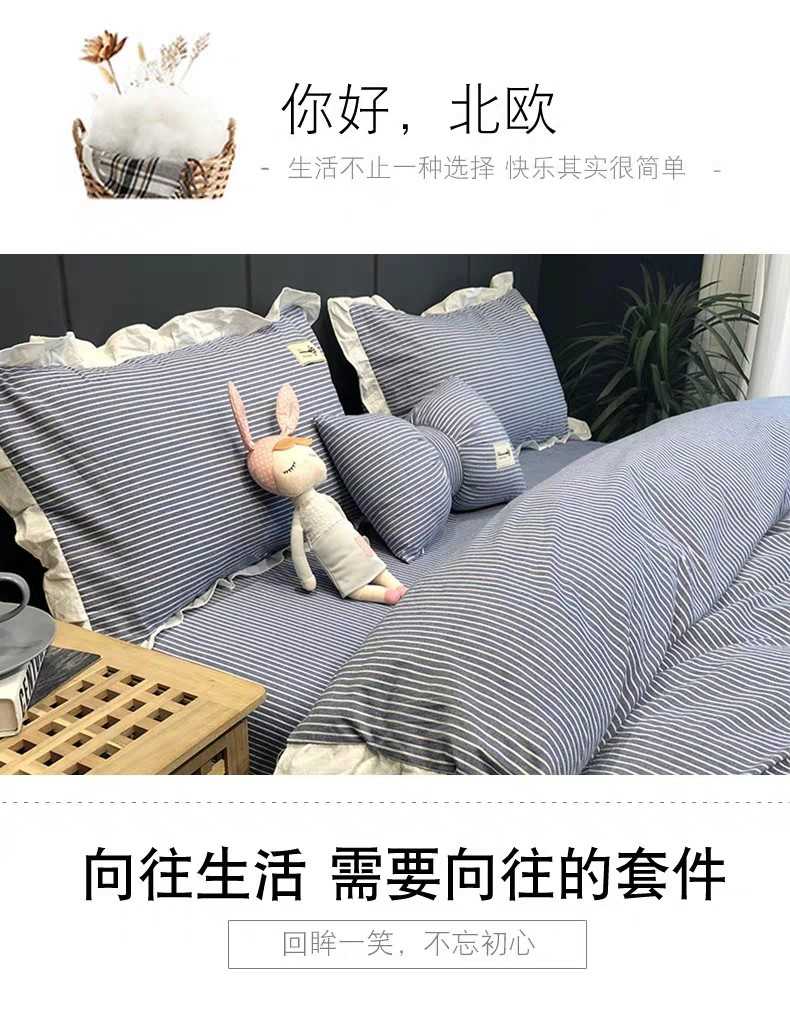 你好，北欧
- 生活不止一种选择 快乐其实很简单 -
向往生活 需要向往的套件
回眸一笑，不忘初心